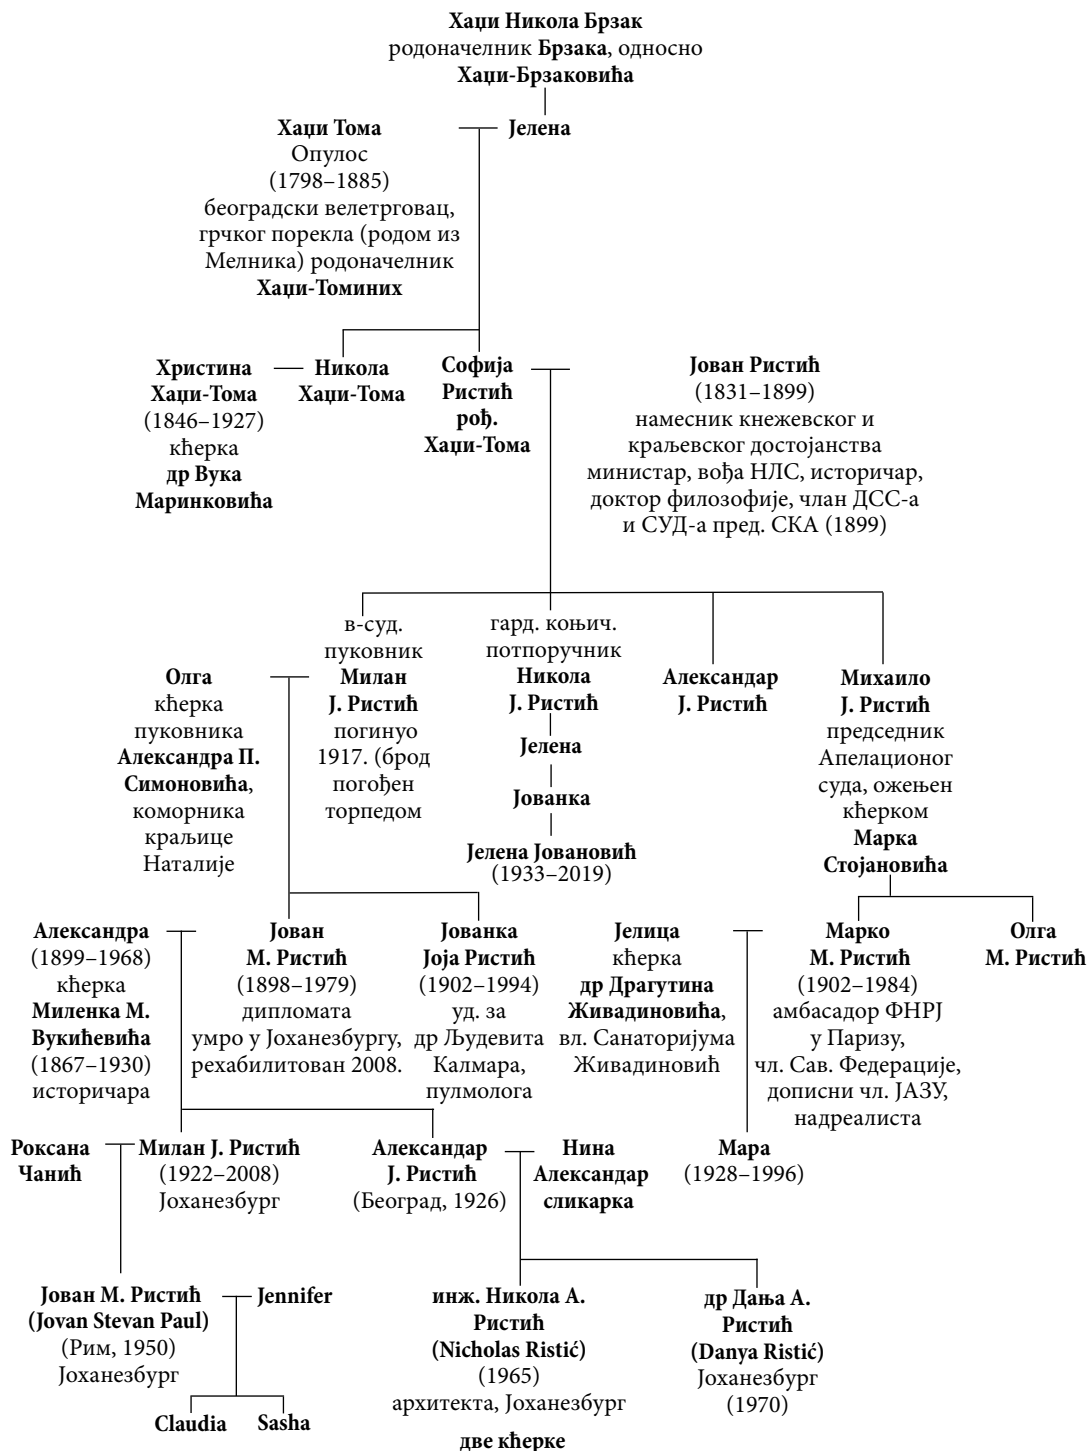 Хаџи Никола Брзак
родоначелник Брзака, односно
Хаџи-Брзаковића
Хаџи Тома
Опулос
(1798–1885)
београдски велетрговац,
грчког порекла (родом из
Мелника) родоначелник
Хаџи-Томиних
Јелена
Христина
Хаџи-Тома
(1846–1927)
кћерка
др Вука
Маринковића
Никола
Хаџи-Тома
Софија
Ристић
рођ.
Хаџи-Тома
Јован Ристић
(1831–1899)
намесник кнежевског и
краљевског достојанства
министар, вођа НЛС, историчар,
доктор филозофије, члан ДСС-а
и СУД-а пред. СКА (1899)
Олга
кћерка
пуковника
Александра П.
Симоновића,
коморника
краљице
Наталије
в-суд.
пуковник
Милан
Ј. Ристић
погинуо
1917. (брод
погођен
торпедом
гард. коњич.
потпоручник
Никола
Ј. Ристић
Јелена
Јованка
Јелена Јовановић
(1933–2019)
Александар
Ј. Ристић
Михаило
Ј. Ристић
председник
Апелационог
суда, ожењен
кћерком
Марка
Стојановића
Александра
(1899–1968)
кћерка
Миленка М.
Вукићевића
(1867–1930)
историчара
Јован
М. Ристић
(1898–1979)
дипломата
умро у Јоханезбургу,
рехабилитован 2008.
Јованка
Јоја Ристић
(1902–1994)
уд. за
др Људевита
Калмара,
пулмолога
Јелица
кћерка
др Драгутина
Живадиновића,
вл. Санаторијума
Живадиновић
Марко
М. Ристић
(1902–1984)
амбасадор ФНРЈ
у Паризу,
чл. Сав. Федерације,
дописни чл. ЈАЗУ,
надреалиста
Олга
М. Ристић
Роксана
Чанић
Милан Ј. Ристић
(1922–2008)
Јоханезбург
Александар
Ј. Ристић
(Београд, 1926)
Нина
Александар
сликарка
Мара
(1928–1996)
Јован М. Ристић
(Jovan Stevan Paul)
(Рим, 1950)
Јоханезбург
Jennifer
Claudia
Sasha
инж. Никола А.
Ристић
(Nicholas Ristić)
(1965)
архитекта, Јоханезбург
две кћерке
др Дања А.
Ристић
(Danya Ristić)
Јоханезбург
(1970)